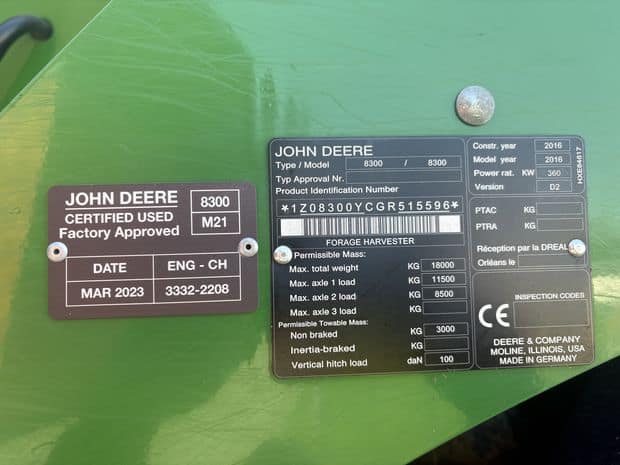 JOHN DEERE
CERTIFIED USED
Factory Approved
8300
M21
DATE ENG - CH
MAR 2023 3332-2208
JOHN DEERE
Type / Model 8300 / 8300
Typ Approval Nr.
Product Identification Number
*1Z08300YCGR515596*
FORAGE HARVESTER
Permissible Mass:
Max. total weight KG 18000
Max. axle 1 load KG 11500
Max. axle 2 load KG 8500
Max. axle 3 load KG
Permissible Towable Mass:
Non braked KG 3000
Inertia-braked KG
Vertical hitch load daN 100
Constr. year 2016
Model year 2016
Power rat. KW 360
Version D2
HXE64817
PTAC KG
PTRA KG
Réception par la DREAL
Orléans le
INSPECTION CODES
CE
DEERE & COMPANY
MOLINE, ILLINOIS, USA
MADE IN GERMANY